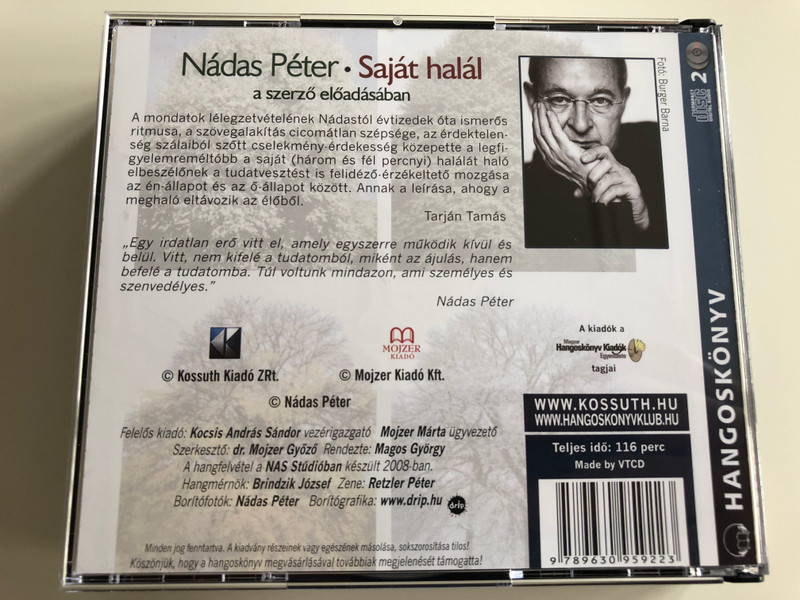 Nádas Péter • Saját halál
a szerző előadásában
A mondatok lélegzetvételének Nádastól évtizedek óta ismerős
ritmusa, a szövegalakítás cicomátlan szépsége, az érdektelen-
ség szálaiból szőtt cselekmény-érdekesség közepette a legfi-
gyelemreméltóbb a saját (három és fél percnyi) halálát haló
elbeszélőnek a tudatvesztést is felidéző-érzékeltető mozgása
az én-állapot és az ő-állapot között. Annak a leírása, ahogy a
meghaló eltávozik az élőből.
Tarján Tamás
„Egy irdatlan erő vitt el, amely egyszerre működik kívül és
belül. Vitt, nem kifelé a tudatomból, miként az ájulás, hanem
befelé a tudatomba. Túl voltunk mindazon, ami személyes és
szenvedélyes.”
Nádas Péter
Fotó: Burger Barna
MOJZER
KIADÓ
© Kossuth Kiadó ZRt.
© Mojzer Kiadó Kft.
© Nádas Péter
A kiadók a
Magyar
Hangoskönyv Kiadók
Egyesülete
tagjai
Felelős kiadó: Kocsis András Sándor vezérigazgató Mojzer Márta ügyvezető
Szerkesztő: dr. Mojzer Győző Rendezte: Magos György
A hangfelvétel a NAS Stúdióban készült 2008-ban.
Hangmérnök: Brindzik József Zene: Retzler Péter
Borítófotók: Nádas Péter Borítógrafika: www.drip.hu drip
Minden jog fenntartva. A kiadvány részeinek vagy egészének másolása, sokszorosítása tilos!
Köszönjük, hogy a hangoskönyv megvásárlásával továbbiak megjelenését támogatta!
WWW.KOSSUTH.HU
WWW.HANGOSKONYVKLUB.HU
Teljes idő: 116 perc
Made by VTCD
9 789630 959223
2
HANGOSKÖNYV